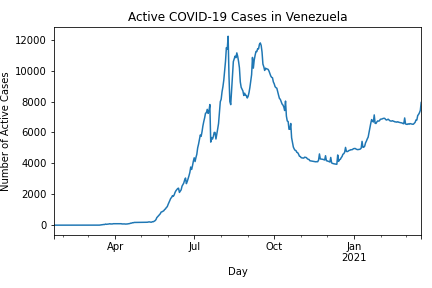 Active COVID-19 Cases in Venezuela
Number of Active Cases
12000
10000
8000
6000
4000
2000
0
Apr
Jul
Oct
Jan
2021
Day